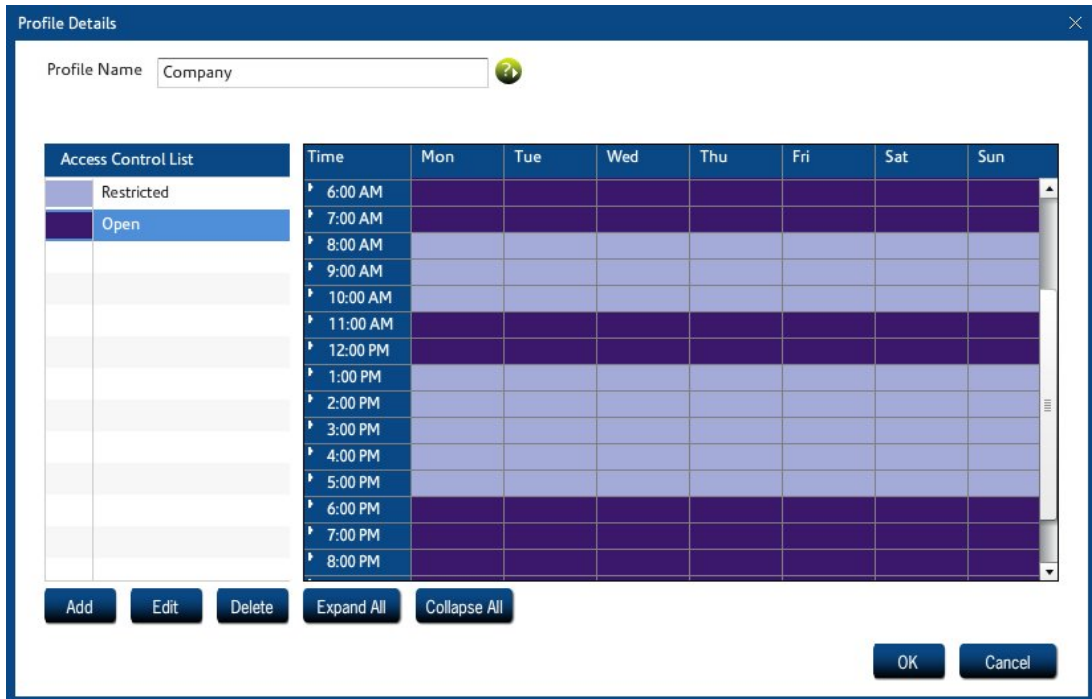 Profile Details
Profile Name Company
Access Control List
Restricted
Open
Time Mon Tue Wed Thu Fri Sat Sun
6:00 AM
7:00 AM
8:00 AM
9:00 AM
10:00 AM
11:00 AM
12:00 PM
1:00 PM
2:00 PM
3:00 PM
4:00 PM
5:00 PM
6:00 PM
7:00 PM
8:00 PM
Add Edit Delete Expand All Collapse All
OK Cancel